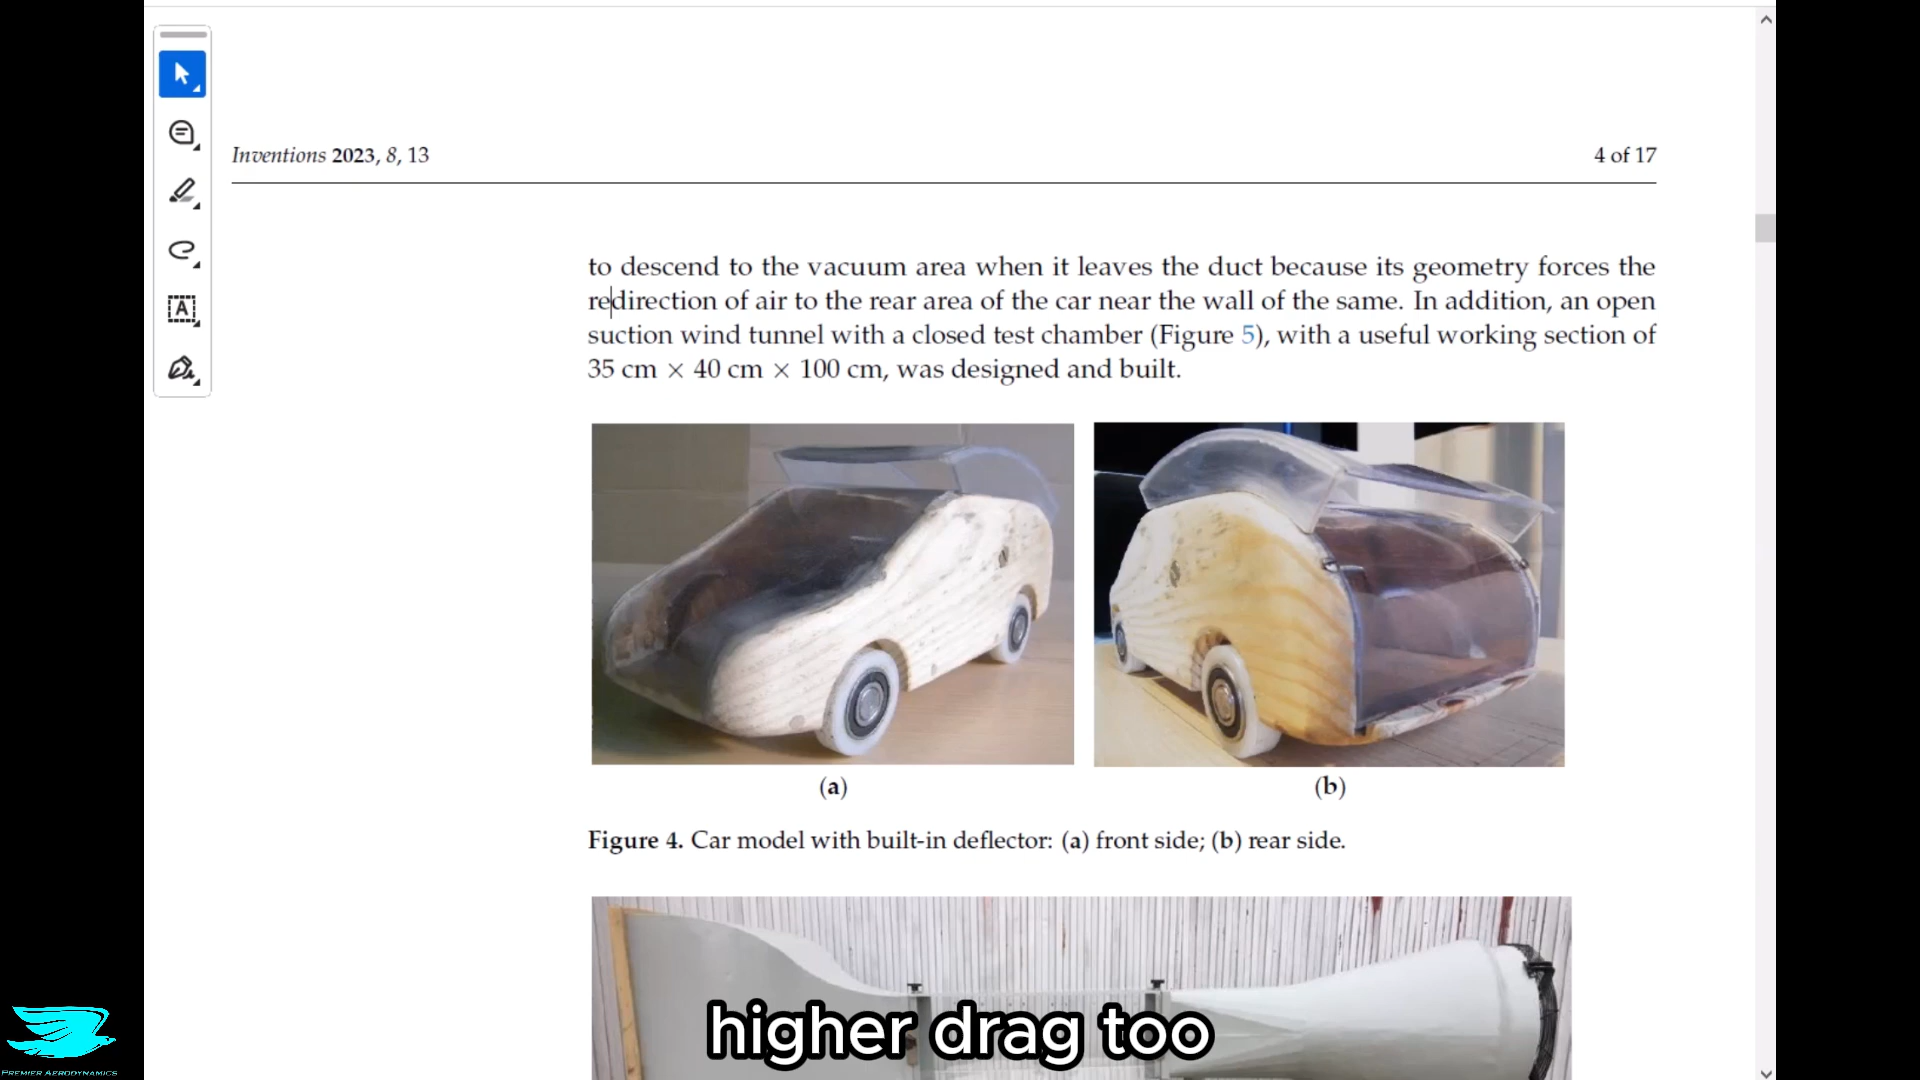 Inventions 2023, 8, 13
4 of 17
to descend to the vacuum area when it leaves the duct because its geometry forces the
redirection of air to the rear area of the car near the wall of the same. In addition, an open
suction wind tunnel with a closed test chamber (Figure 5), with a useful working section of
35 cm × 40 cm × 100 cm, was designed and built.
(a)
(b)
Figure 4. Car model with built-in deflector: (a) front side; (b) rear side.
higher drag too
PREMIER AERODYNAMICS